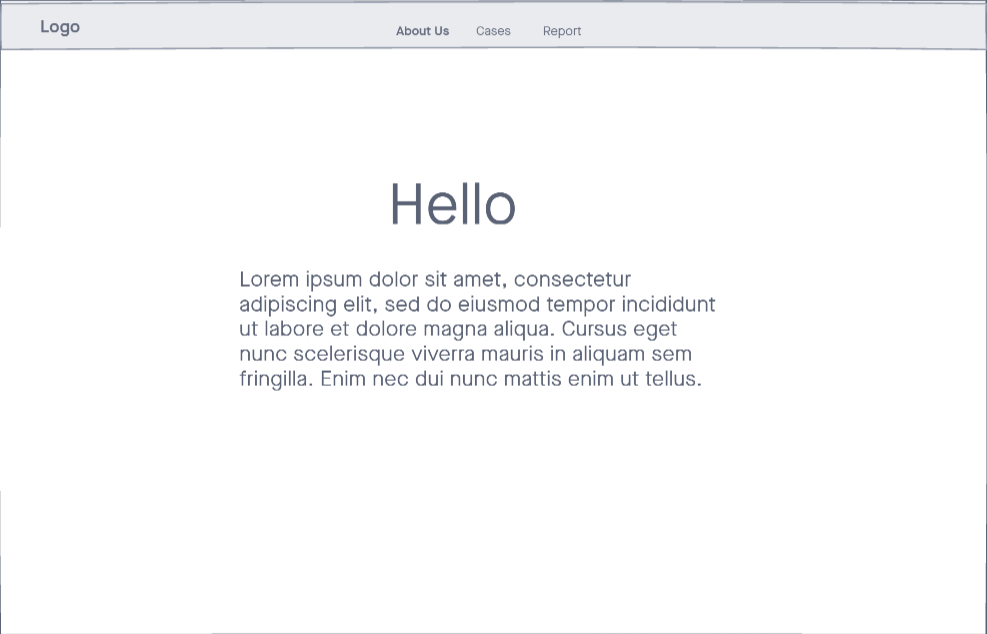 Logo
About Us Cases Report
Hello
Lorem ipsum dolor sit amet, consectetur
adipiscing elit, sed do eiusmod tempor incididunt
ut labore et dolore magna aliqua. Cursus eget
nunc scelerisque viverra mauris in aliquam sem
fringilla. Enim nec dui nunc mattis enim ut tellus.